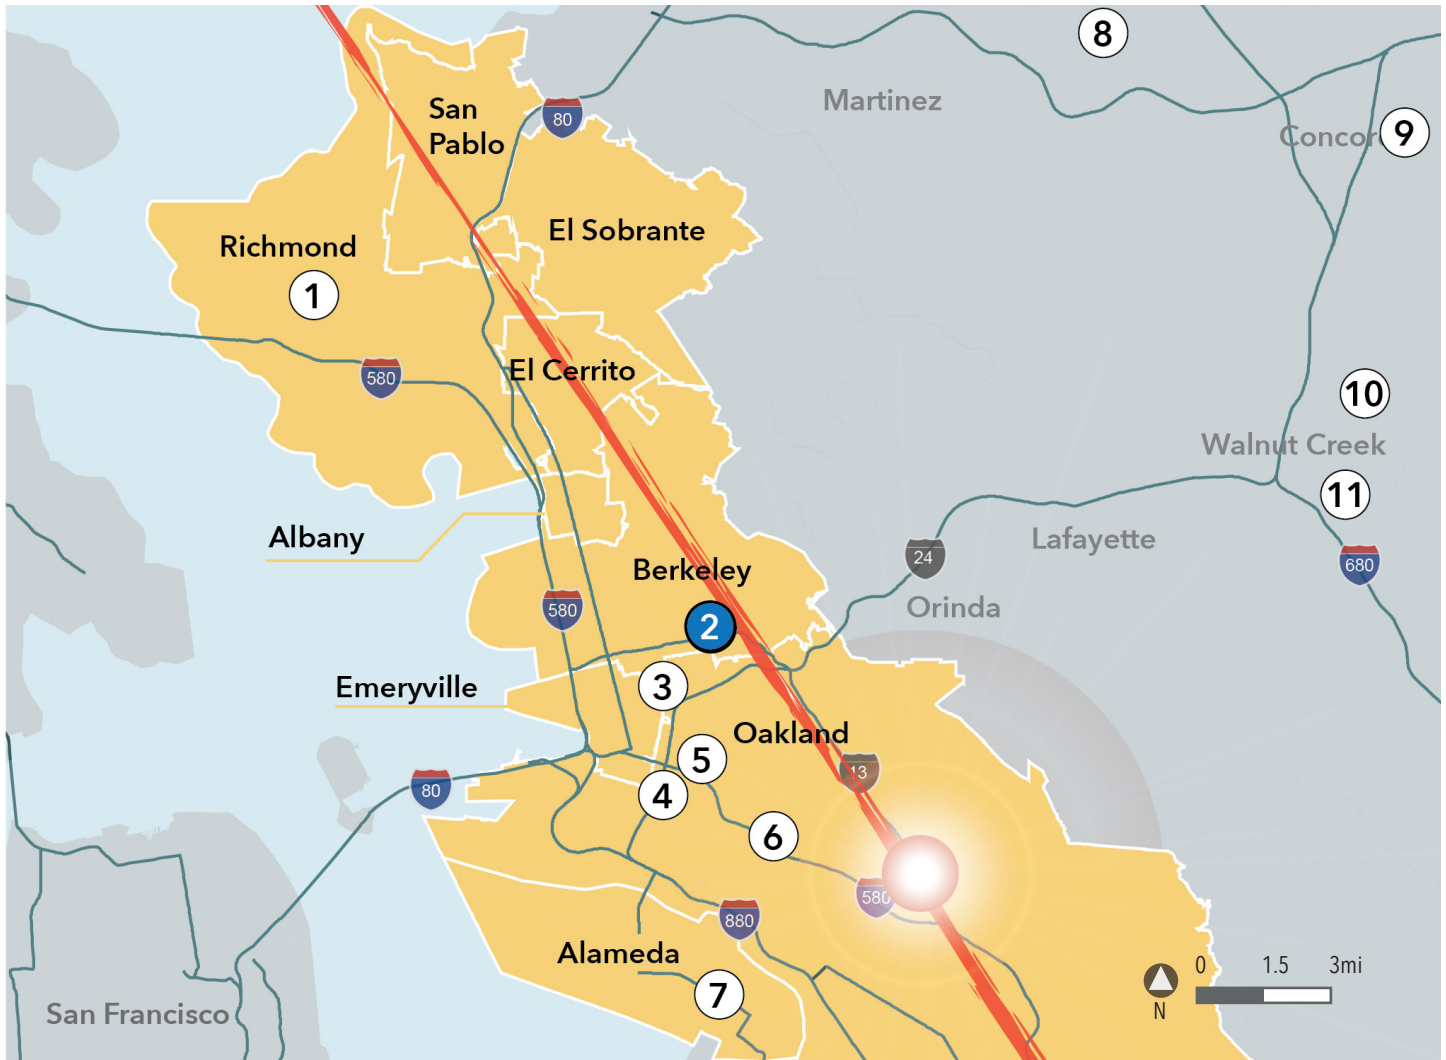 8
Martinez
San
Pablo
80
9
Concor
El Sobrante
Richmond
1
580
El Cerrito
10
Walnut Creek
11
Albany
Lafayette
24
680
Berkeley
580
Orinda
2
Emeryville
3
Oakland
5
13
80
4
6
580
880
Alameda
0 1.5 3mi
7
San Francisco
N